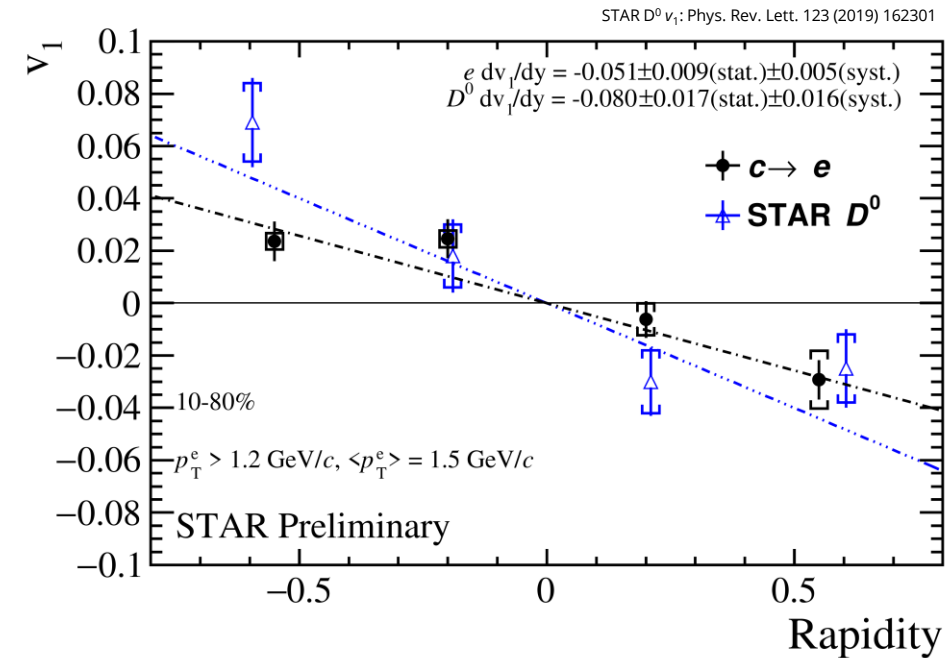 STAR D⁰ v₁: Phys. Rev. Lett. 123 (2019) 162301
v₁
0.1
0.08
0.06
0.04
0.02
0
−0.02
−0.04
−0.06
−0.08
−0.1
e dv₁/dy = -0.051±0.009(stat.)±0.005(syst.)
D⁰ dv₁/dy = -0.080±0.017(stat.)±0.016(syst.)
c→ e
STAR D⁰
10-80%
pᵉ_T > 1.2 GeV/c, <pᵉ_T> = 1.5 GeV/c
STAR Preliminary
−0.5 0 0.5
Rapidity